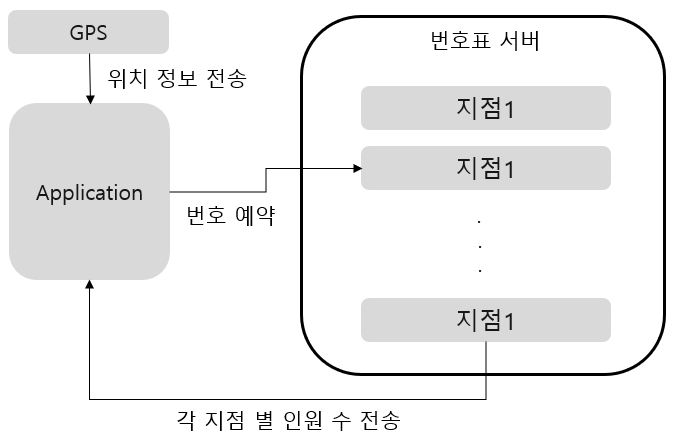 GPS
번호표 서버
위치 정보 전송
지점1
Application
지점1
번호 예약
.
.
.
지점1
각 지점 별 인원 수 전송